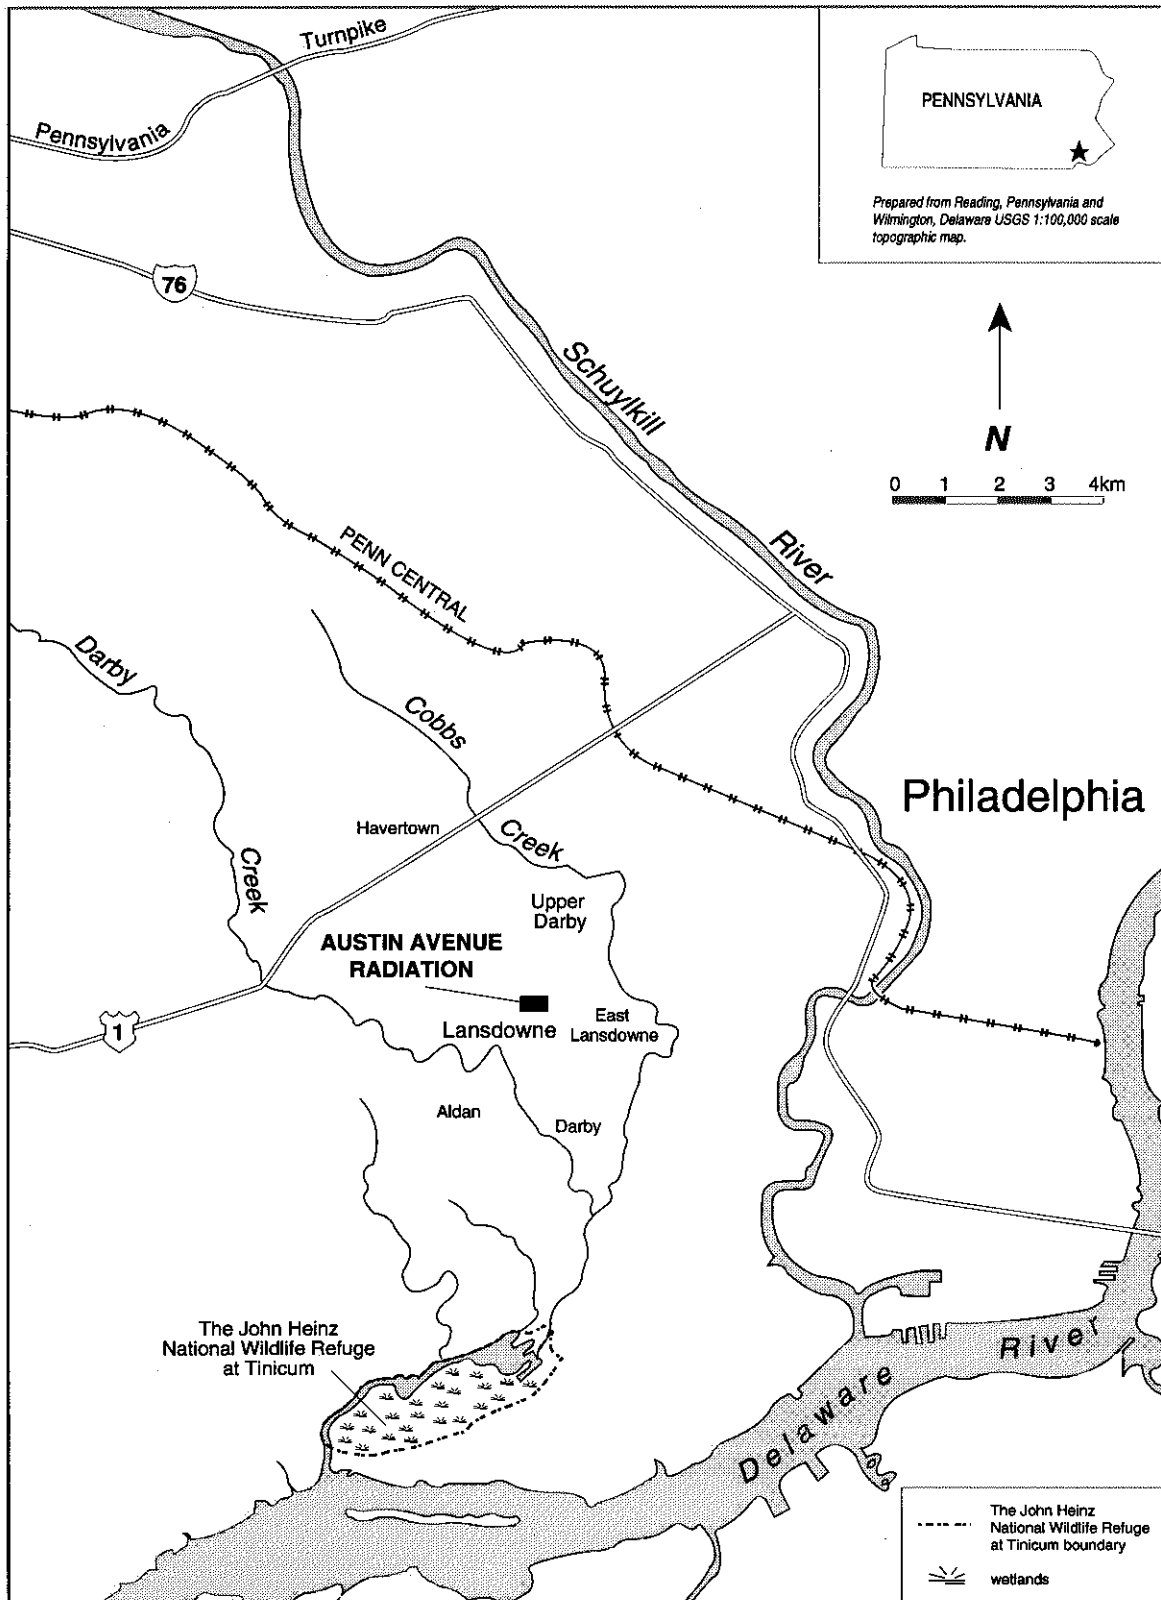 Turnpike
Pennsylvania
PENNSYLVANIA
Prepared from Reading, Pennsylvania and
Wilmington, Delaware USGS 1:100,000 scale
topographic map.
76
Schuylkill
River
N
0 1 2 3 4km
PENN CENTRAL
Darby
Creek
Cobbs
Creek
Philadelphia
Havertown
Upper
Darby
AUSTIN AVENUE
RADIATION
1
Lansdowne
East
Lansdowne
Aldan
Darby
The John Heinz
National Wildlife Refuge
at Tinicum
Delaware
River
The John Heinz
National Wildlife Refuge
at Tinicum boundary
wetlands